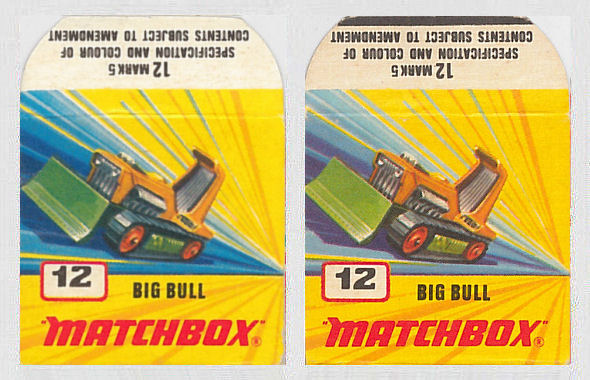 12 MARK 5
SPECIFICATION AND COLOUR OF
CONTENTS SUBJECT TO AMENDMENT
12
BIG BULL
"MATCHBOX"®
12 MARK 5
SPECIFICATION AND COLOUR OF
CONTENTS SUBJECT TO AMENDMENT
12
BIG BULL
"MATCHBOX"®